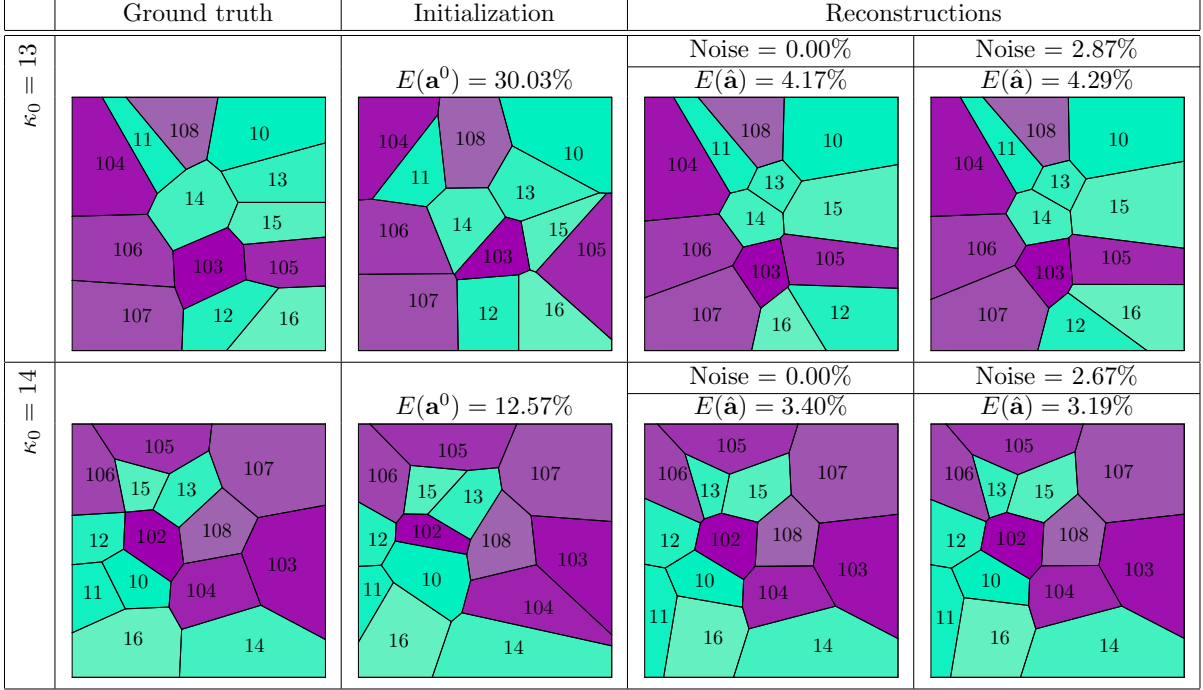 Ground truth Initialization Reconstructions
κ₀ = 13
Noise = 0.00% Noise = 2.87%
E(a⁰) = 30.03% E(â) = 4.17% E(â) = 4.29%
104 11 108 10 13 14 15 106 103 105 107 12 16
104 108 10 11 13 106 14 15 105 103 107 12 16
104 11 108 10 13 15 14 106 103 105 107 16 12
104 11 108 10 13 15 14 106 103 105 107 12 16
κ₀ = 14
Noise = 0.00% Noise = 2.67%
E(a⁰) = 12.57% E(â) = 3.40% E(â) = 3.19%
105 107 106 15 13 12 102 108 103 10 11 104 16 14
105 107 106 15 13 12 102 108 103 10 11 104 16 14
105 107 106 13 15 12 102 108 103 10 104 11 16 14
105 107 106 13 15 12 102 108 103 10 104 11 16 14